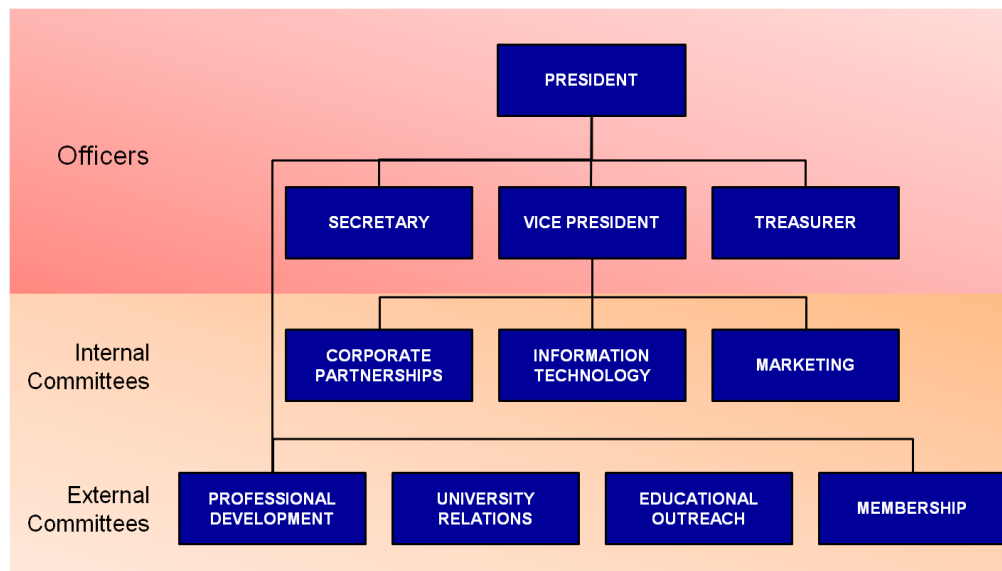 PRESIDENT
Officers
SECRETARY
VICE PRESIDENT
TREASURER
Internal
Committees
CORPORATE
PARTNERSHIPS
INFORMATION
TECHNOLOGY
MARKETING
External
Committees
PROFESSIONAL
DEVELOPMENT
UNIVERSITY
RELATIONS
EDUCATIONAL
OUTREACH
MEMBERSHIP